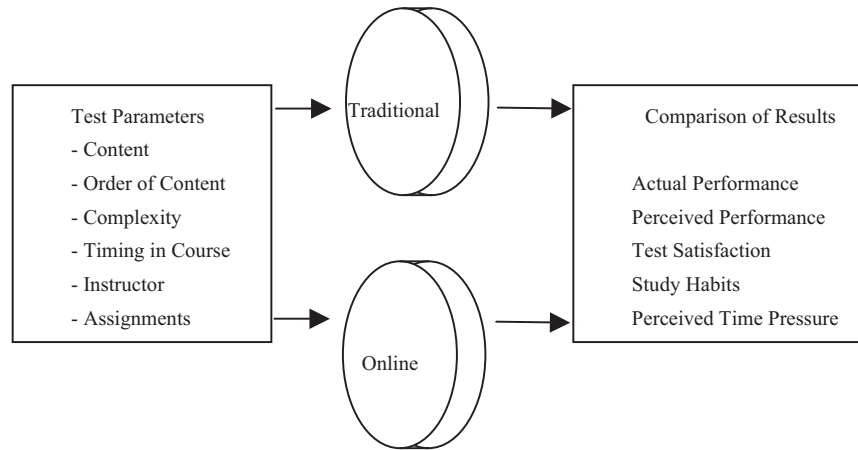 Test Parameters
- Content
- Order of Content
- Complexity
- Timing in Course
- Instructor
- Assignments
Traditional
Online
Comparison of Results
Actual Performance
Perceived Performance
Test Satisfaction
Study Habits
Perceived Time Pressure